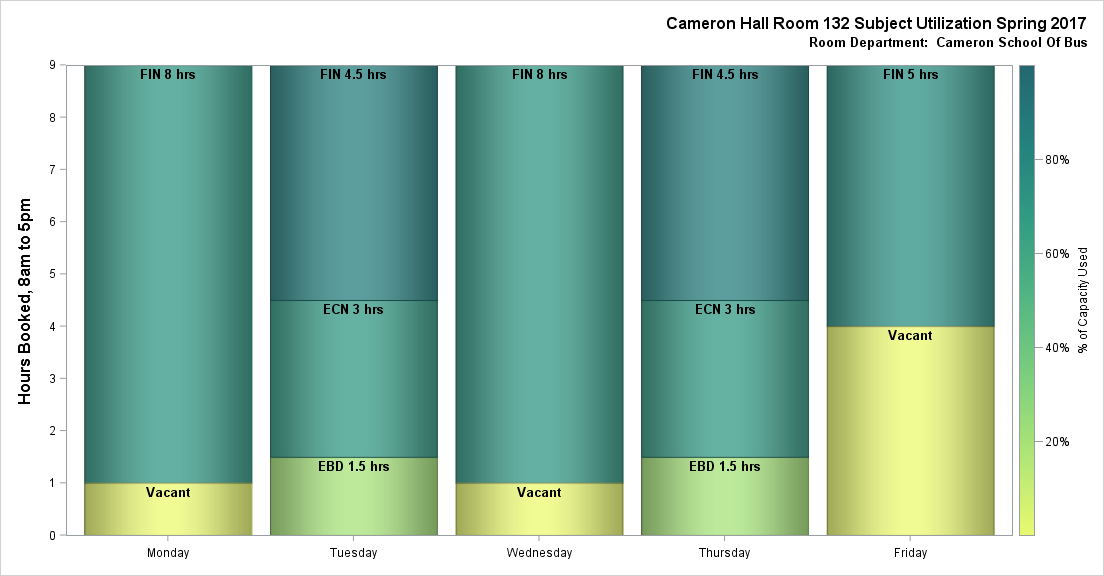 Cameron Hall Room 132 Subject Utilization Spring 2017
Room Department:  Cameron School Of Bus
Hours Booked, 8am to 5pm
9
8
7
6
5
4
3
2
1
0
FIN 8 hrs
Vacant
FIN 4.5 hrs
ECN 3 hrs
EBD 1.5 hrs
FIN 8 hrs
Vacant
FIN 4.5 hrs
ECN 3 hrs
EBD 1.5 hrs
FIN 5 hrs
Vacant
Monday
Tuesday
Wednesday
Thursday
Friday
80%
60%
40%
20%
% of Capacity Used